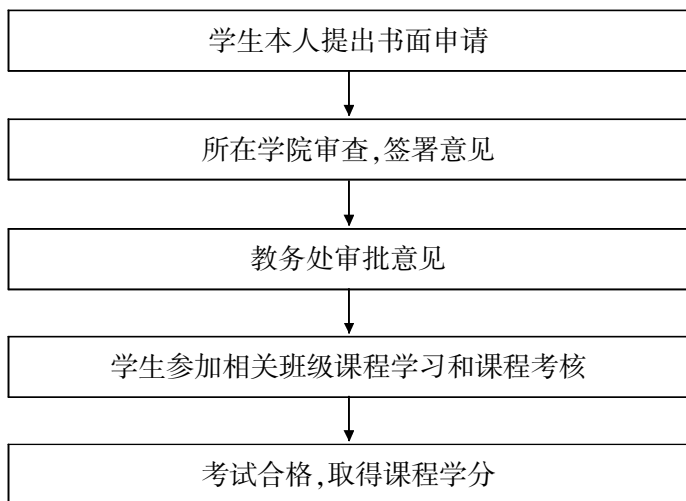 学生本人提出书面申请
所在学院审查,签署意见
教务处审批意见
学生参加相关班级课程学习和课程考核
考试合格,取得课程学分